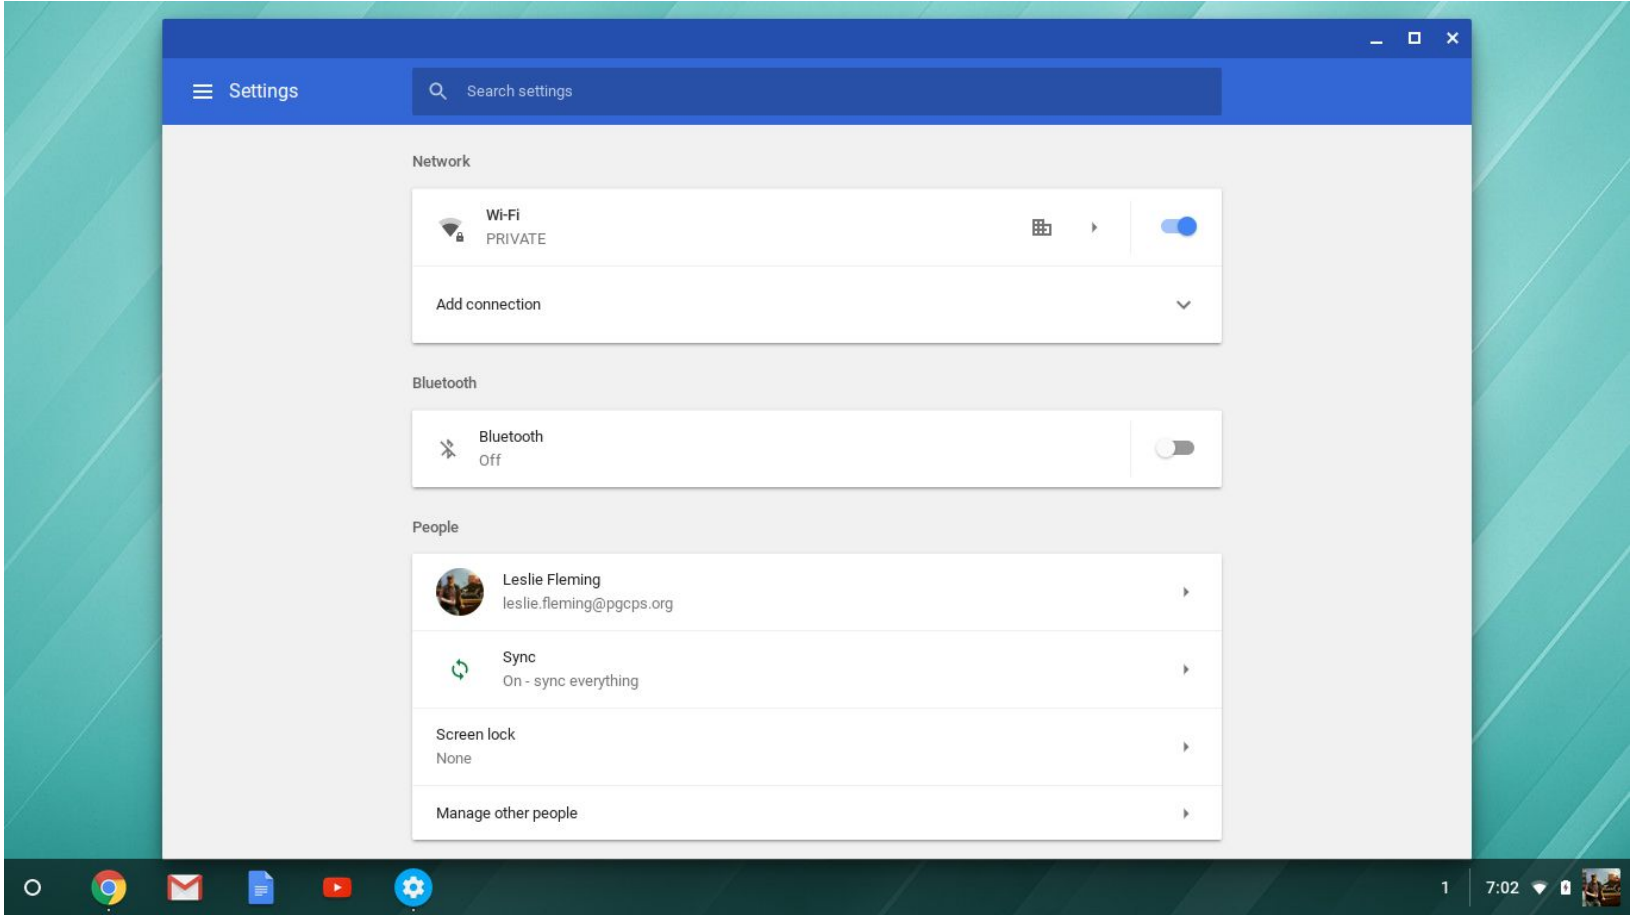 Settings
Search settings
Network
Wi-Fi
PRIVATE
Add connection
Bluetooth
Bluetooth
Off
People
Leslie Fleming
leslie.fleming@pgcps.org
Sync
On - sync everything
Screen lock
None
Manage other people
1 7:02